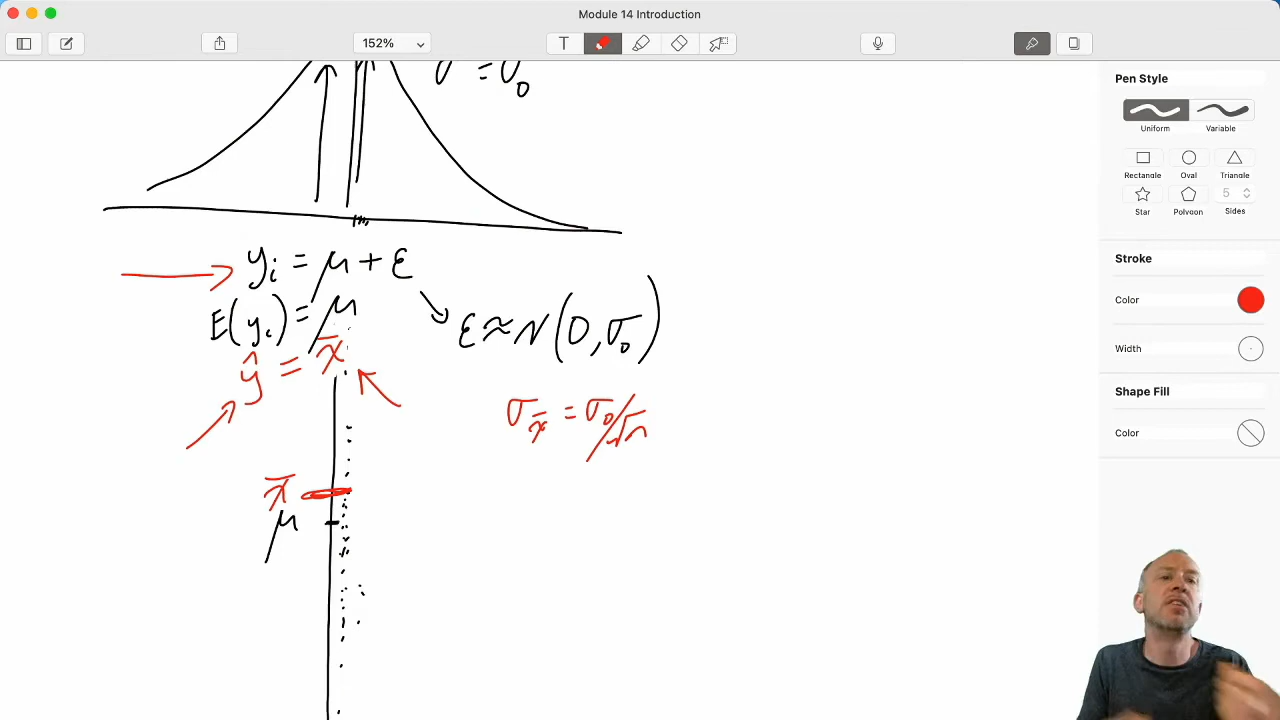 Module 14 Introduction
152%
T
Pen Style
Uniform Variable
Rectangle Oval Triangle
Star Polygon 5 Sides
Stroke
Color
Width
Shape Fill
Color
σ = σ₀
yᵢ = μ + ε
E(yᵢ) = μ
ε ≈ N(0, σ₀)
ŷ = x̄
σx̄ = σ₀/√n
x̄
μ